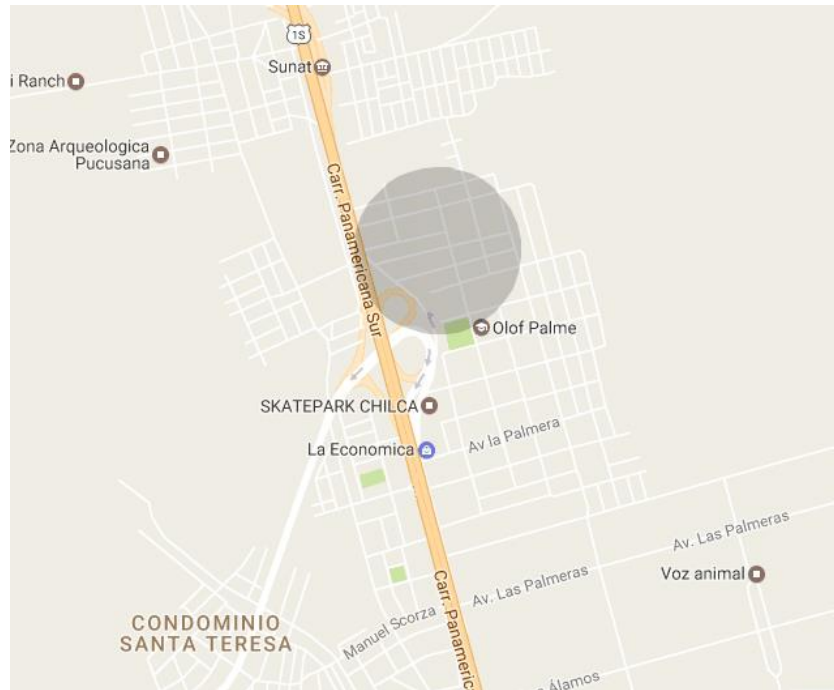 1S
Sunat
i Ranch
Zona Arqueologica
Pucusana
Carr. Panamericana Sur
Olof Palme
SKATEPARK CHILCA
Av la Palmera
La Economica
Av. Las Palmeras
Voz animal
Carr. Panameric
Av. Las Palmeras
CONDOMINIO
SANTA TERESA
Manuel Scorza
Álamos